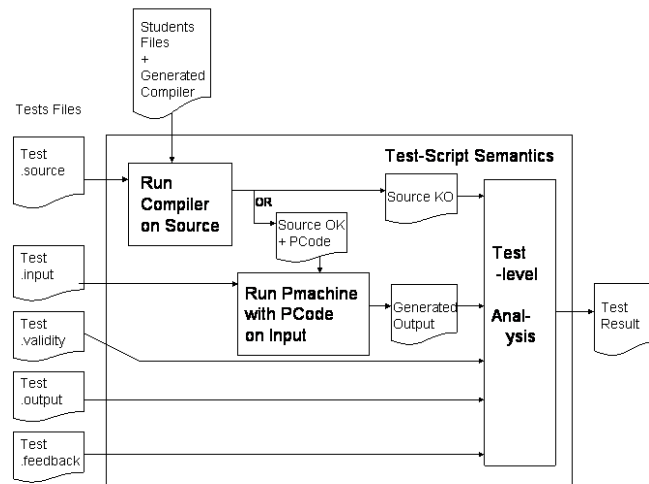 Students
Files
+
Generated
Compiler
Tests Files
Test
.source
Test-Script Semantics
Run
Compiler
on Source
OR
Source KO
Source OK
+ PCode
Test
.input
Run Pmachine
with PCode
on Input
Generated
Output
Test
-level
Anal-
ysis
Test
Result
Test
.validity
Test
.output
Test
.feedback